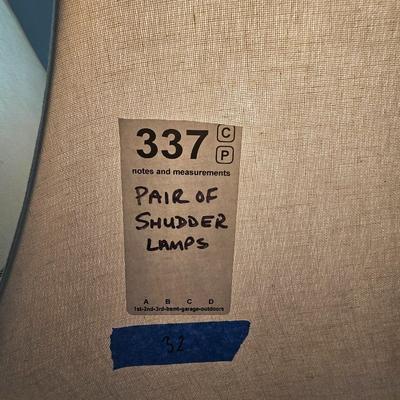 337 C
P
notes and measurements
PAIR OF
SHUDDER
LAMPS
A B C D
1st-2nd-3rd-bsmt-garage-outdoors
32